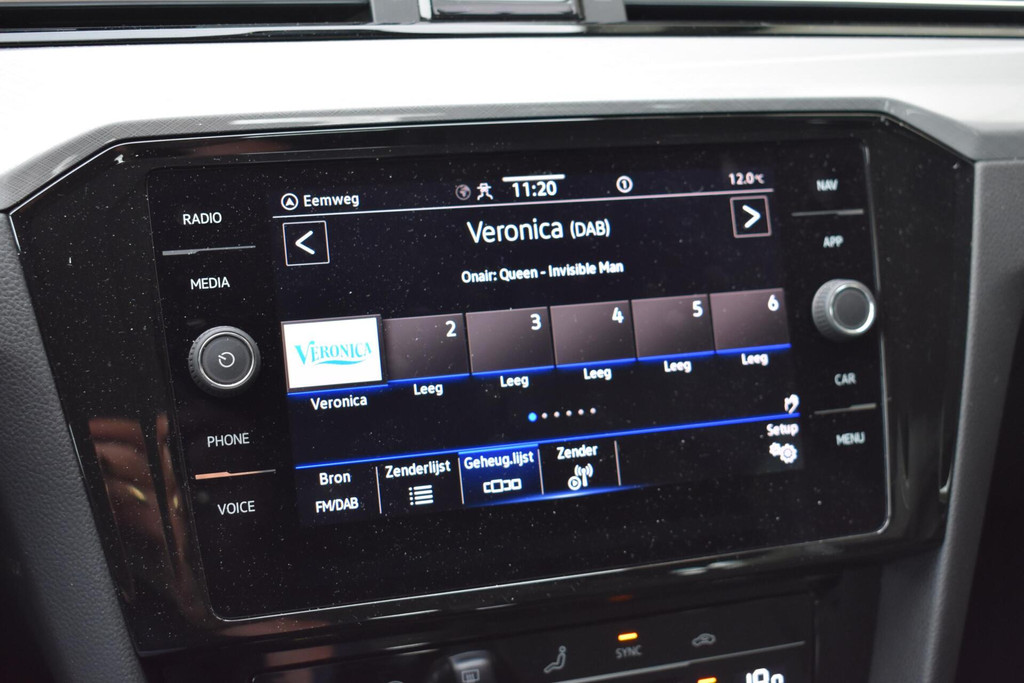 Eemweg 11:20 1 12.0°C
RADIO
MEDIA
PHONE
VOICE
NAV
APP
CAR
MENU
<
Veronica (DAB)
>
Onair: Queen - Invisible Man
VERONICA 2 3 4 5 6
Veronica Leeg Leeg Leeg Leeg Leeg
Bron Zenderlijst Geheug.lijst Zender Setup
FM/DAB
SYNC